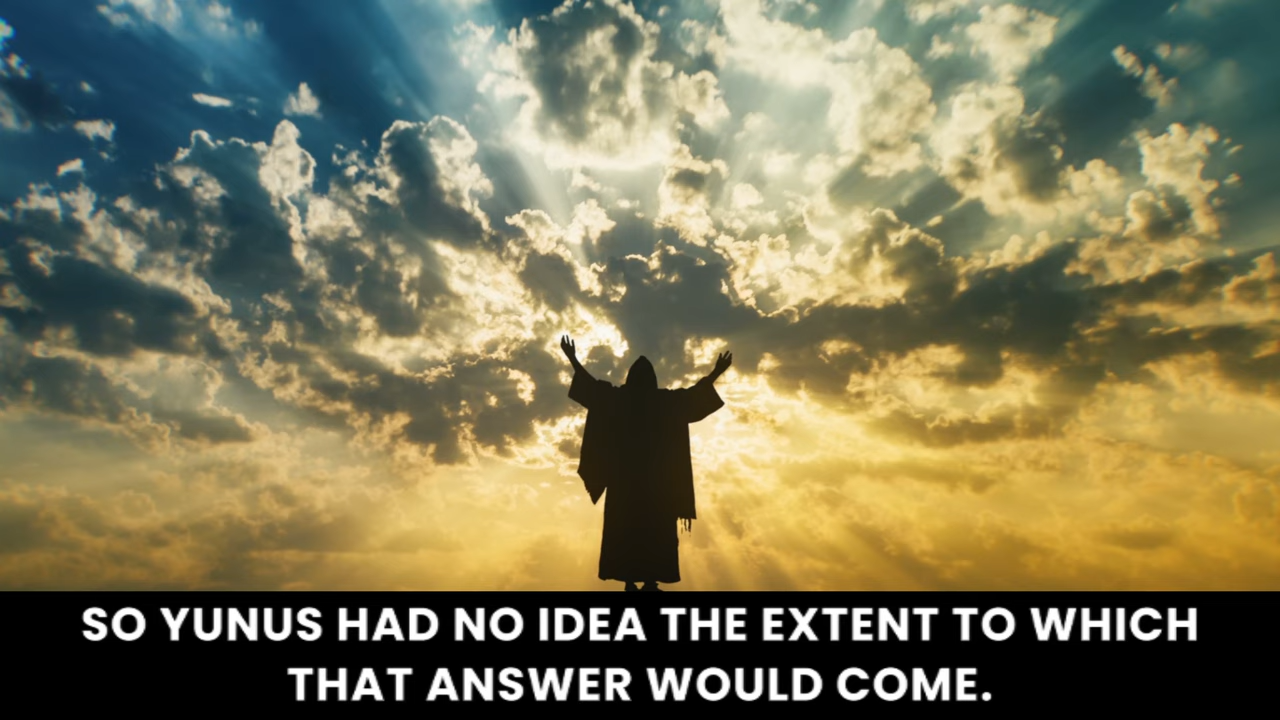 SO YUNUS HAD NO IDEA THE EXTENT TO WHICH
THAT ANSWER WOULD COME.